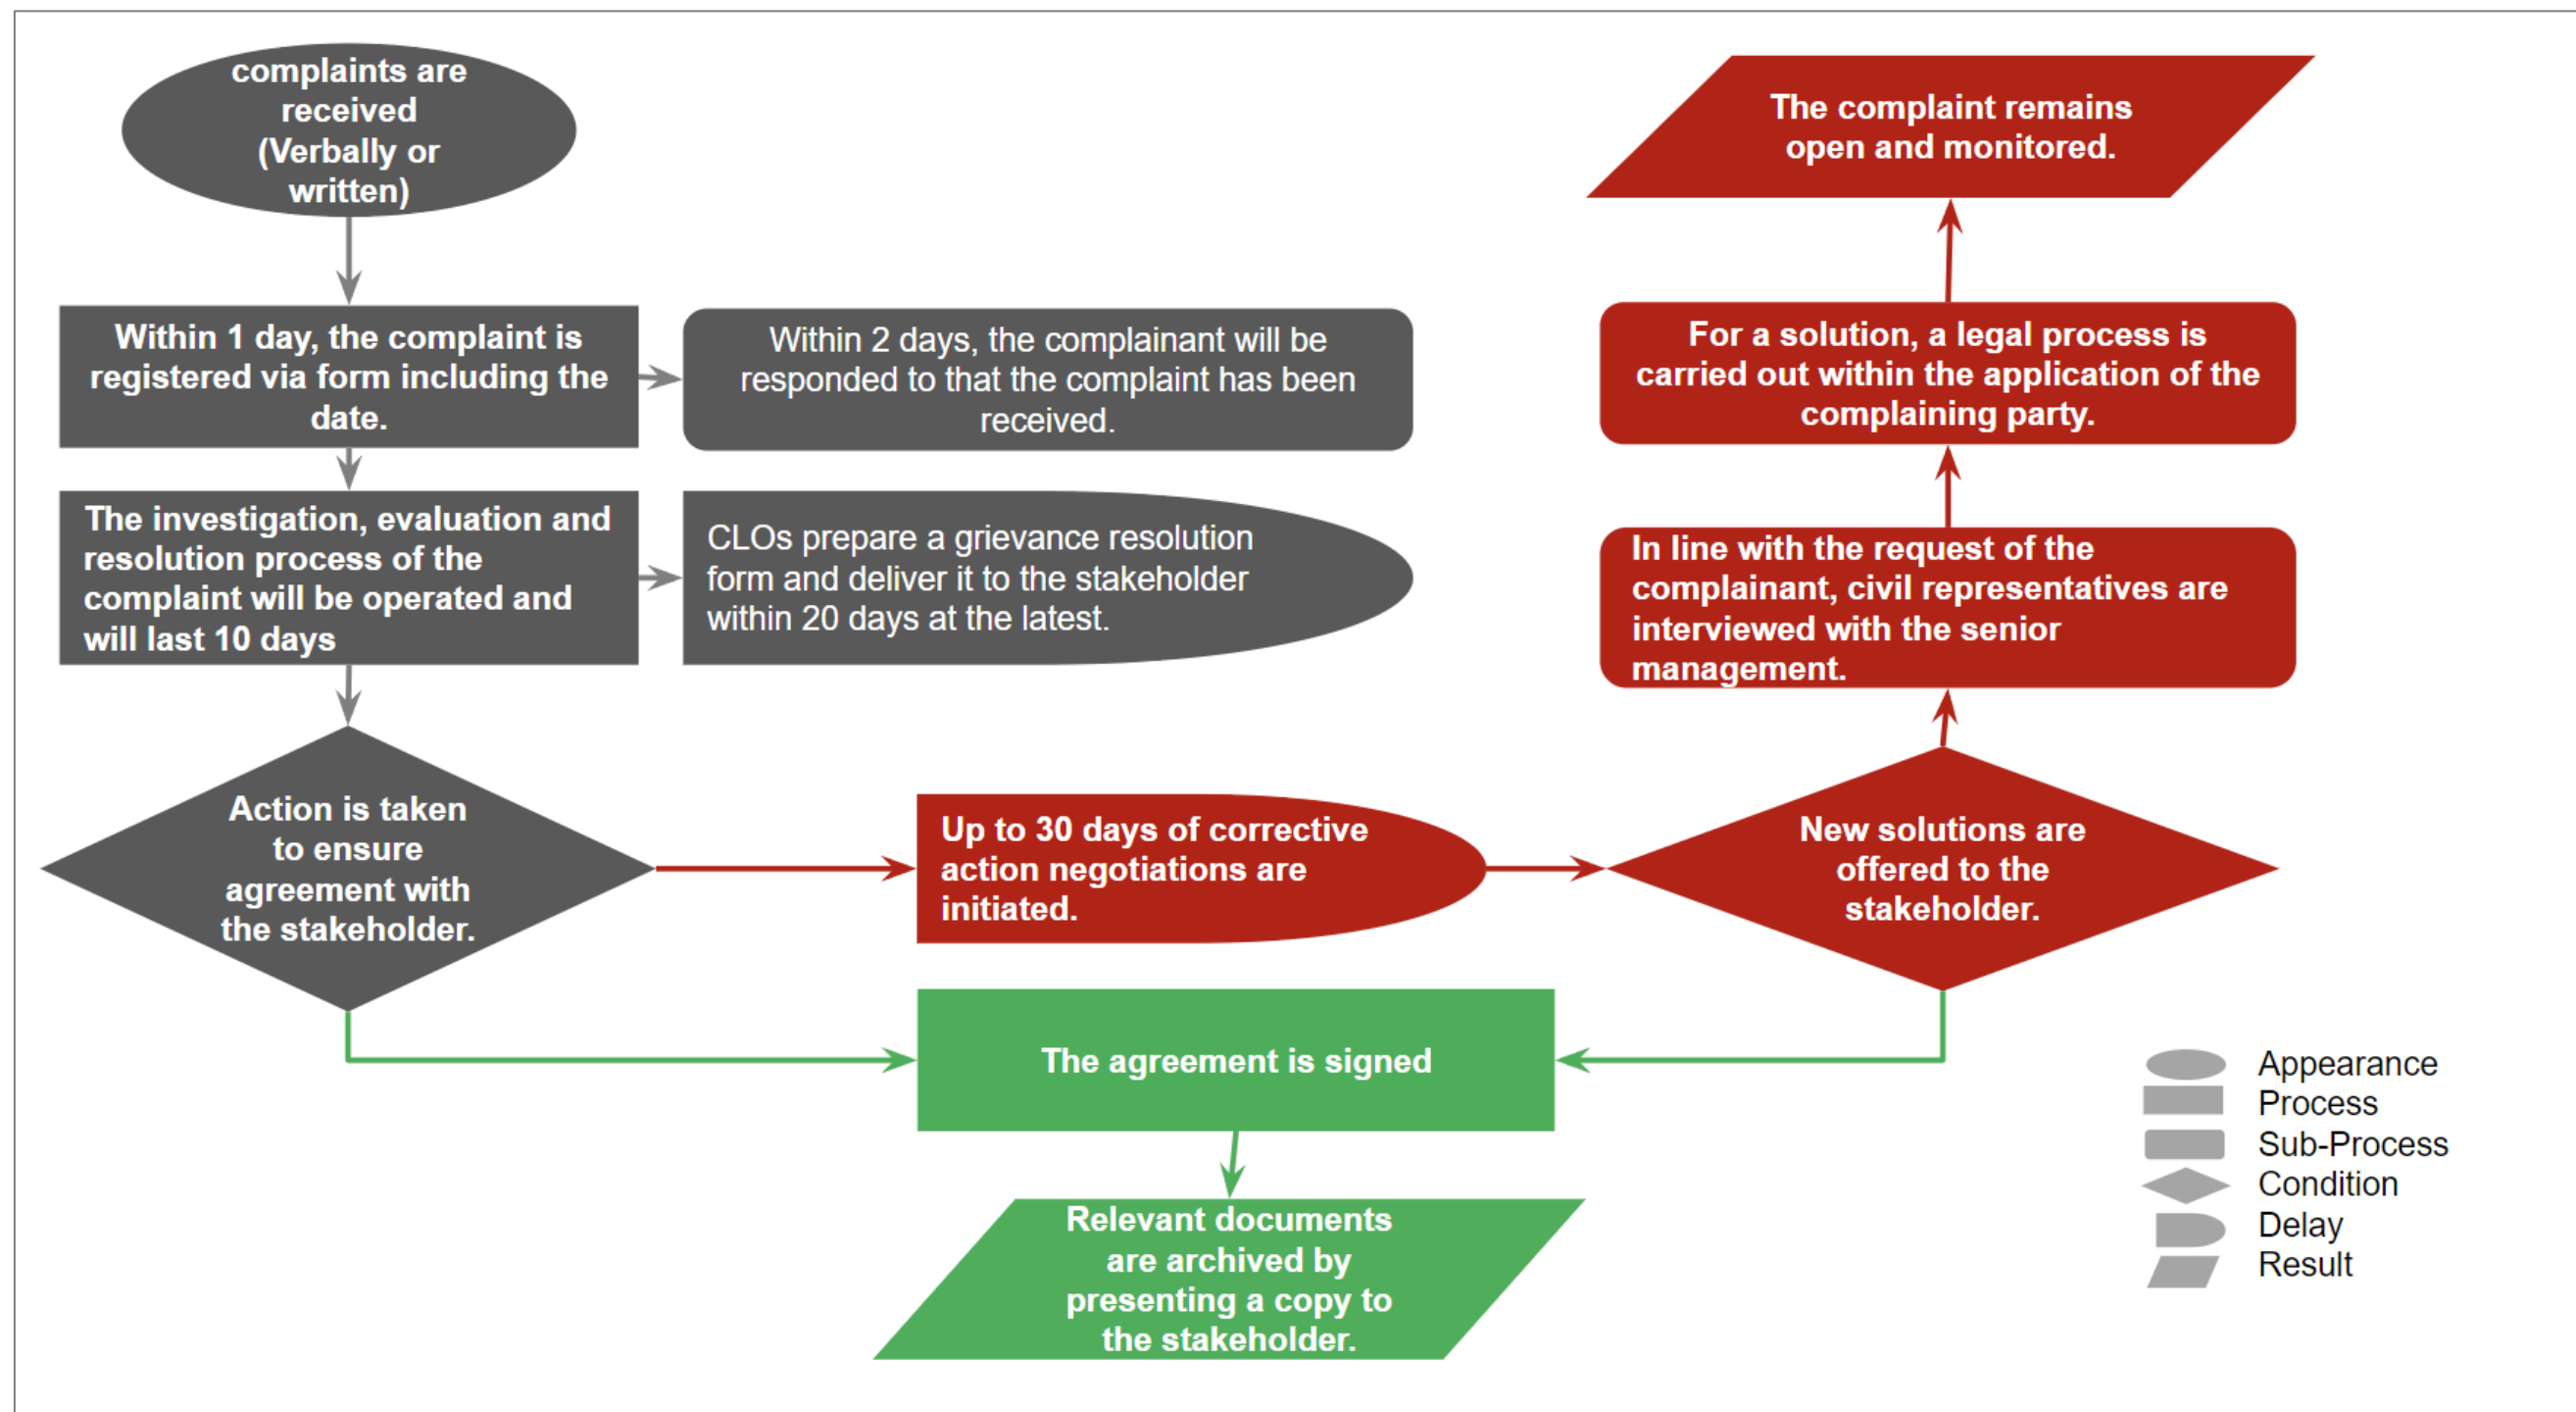 complaints are
received
(Verbally or
written)
Within 1 day, the complaint is
registered via form including the
date.
Within 2 days, the complainant will be
responded to that the complaint has been
received.
The investigation, evaluation and
resolution process of the
complaint will be operated and
will last 10 days
CLOs prepare a grievance resolution
form and deliver it to the stakeholder
within 20 days at the latest.
Action is taken
to ensure
agreement with
the stakeholder.
Up to 30 days of corrective
action negotiations are
initiated.
New solutions are
offered to the
stakeholder.
In line with the request of the
complainant, civil representatives are
interviewed with the senior
management.
For a solution, a legal process is
carried out within the application of the
complaining party.
The complaint remains
open and monitored.
The agreement is signed
Relevant documents
are archived by
presenting a copy to
the stakeholder.
Appearance
Process
Sub-Process
Condition
Delay
Result